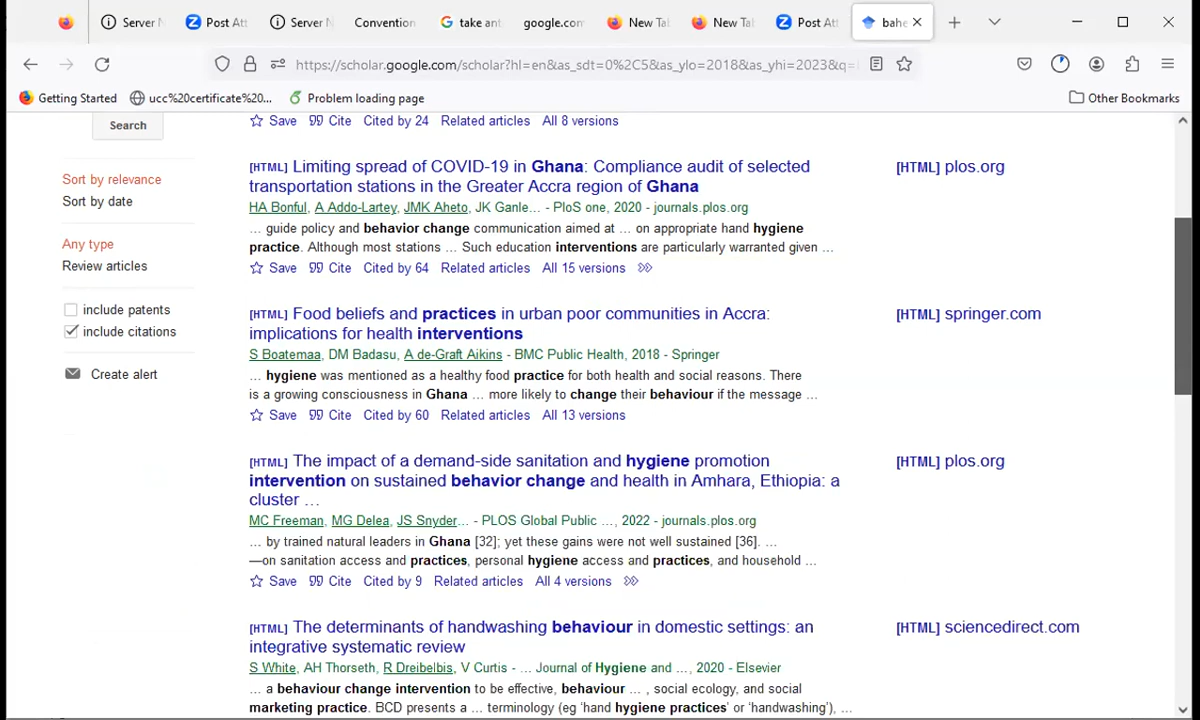 Server N
Post Att
Server N
Convention
take ant
google.com
New Tab
New Tab
Post Att
bahe
https://scholar.google.com/scholar?hl=en&as_sdt=0%2C5&as_ylo=2018&as_yhi=2023&q=
Getting Started
ucc%20certificate%20...
Problem loading page
Other Bookmarks
Search
Sort by relevance
Sort by date
Any type
Review articles
include patents
include citations
Create alert
Save Cite Cited by 24 Related articles All 8 versions
[HTML] Limiting spread of COVID-19 in Ghana: Compliance audit of selected
transportation stations in the Greater Accra region of Ghana
HA Bonful, A Addo-Lartey, JMK Aheto, JK Ganle... - PloS one, 2020 - journals.plos.org
... guide policy and behavior change communication aimed at ... on appropriate hand hygiene
practice. Although most stations ... Such education interventions are particularly warranted given ...
Save Cite Cited by 64 Related articles All 15 versions
[HTML] plos.org
[HTML] Food beliefs and practices in urban poor communities in Accra:
implications for health interventions
S Boatemaa, DM Badasu, A de-Graft Aikins - BMC Public Health, 2018 - Springer
... hygiene was mentioned as a healthy food practice for both health and social reasons. There
is a growing consciousness in Ghana ... more likely to change their behaviour if the message ...
Save Cite Cited by 60 Related articles All 13 versions
[HTML] springer.com
[HTML] The impact of a demand-side sanitation and hygiene promotion
intervention on sustained behavior change and health in Amhara, Ethiopia: a
cluster ...
MC Freeman, MG Delea, JS Snyder... - PLOS Global Public ..., 2022 - journals.plos.org
... by trained natural leaders in Ghana [32]; yet these gains were not well sustained [36]. ...
—on sanitation access and practices, personal hygiene access and practices, and household ...
Save Cite Cited by 9 Related articles All 4 versions
[HTML] plos.org
[HTML] The determinants of handwashing behaviour in domestic settings: an
integrative systematic review
S White, AH Thorseth, R Dreibelbis, V Curtis - ... Journal of Hygiene and ..., 2020 - Elsevier
... a behaviour change intervention to be effective, behaviour ... , social ecology, and social
marketing practice. BCD presents a ... terminology (eg 'hand hygiene practices' or 'handwashing'), ...
[HTML] sciencedirect.com